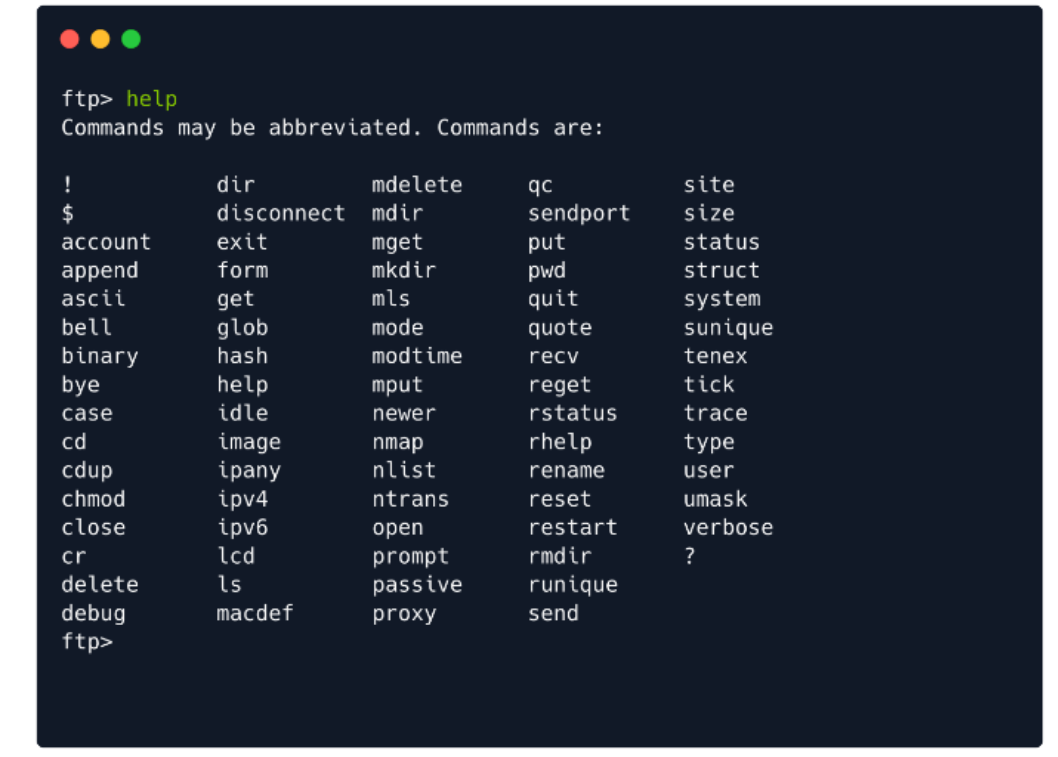 ftp> help
Commands may be abbreviated. Commands are:
! dir mdelete qc site
$ disconnect mdir sendport size
account exit mget put status
append form mkdir pwd struct
ascii get mls quit system
bell glob mode quote sunique
binary hash modtime recv tenex
bye help mput reget tick
case idle newer rstatus trace
cd image nmap rhelp type
cdup ipany nlist rename user
chmod ipv4 ntrans reset umask
close ipv6 open restart verbose
cr lcd prompt rmdir ?
delete ls passive runique
debug macdef proxy send
ftp>